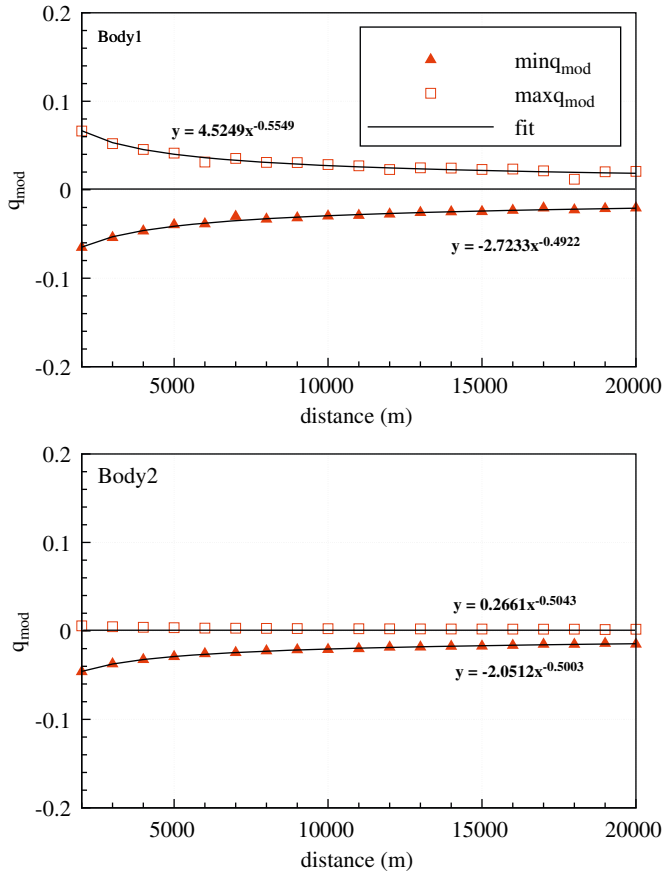 0.2
Body1
minq_mod
maxq_mod
fit
0.1
y = 4.5249x^-0.5549
q_mod
0
y = -2.7233x^-0.4922
-0.1
-0.2
5000 10000 15000 20000
distance (m)
0.2
Body2
0.1
y = 0.2661x^-0.5043
q_mod
0
y = -2.0512x^-0.5003
-0.1
-0.2
5000 10000 15000 20000
distance (m)